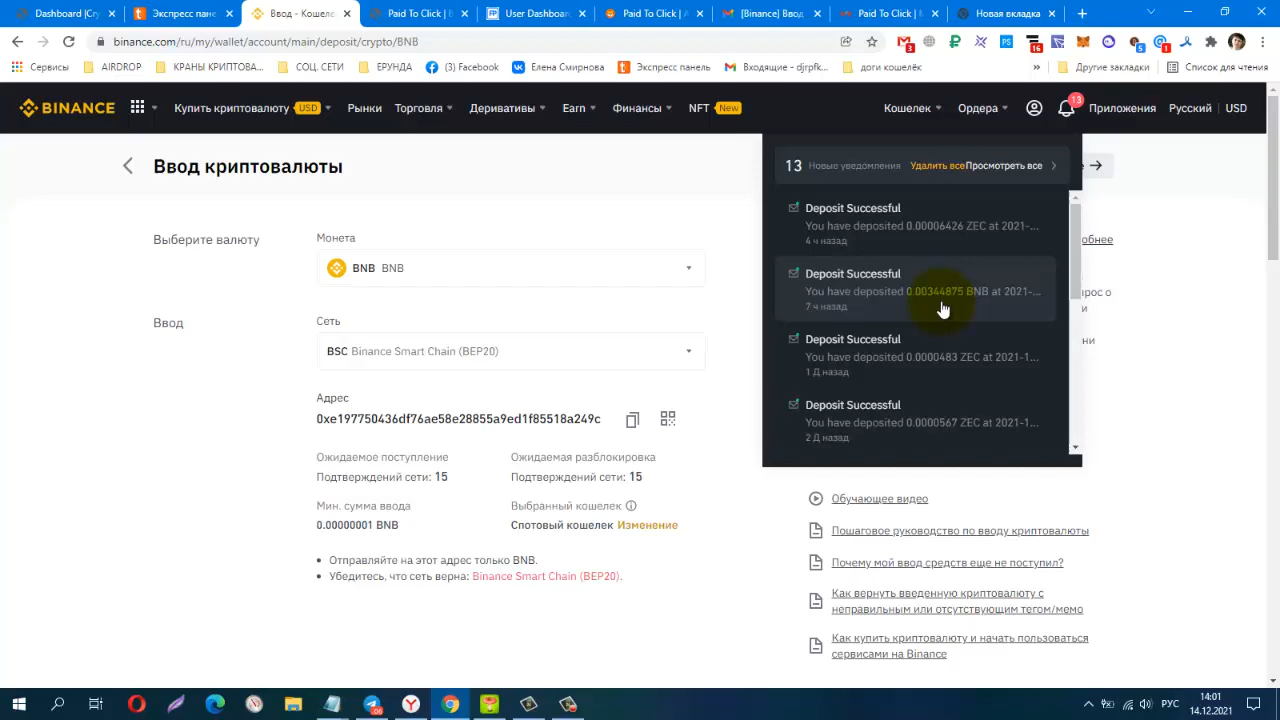 Dashboard |Cry
Экспресс пане
Ввод - Кошеле
Paid To Click |
User Dashboar
Paid To Click | A
[Binance] Ввод
Paid To Click |
Новая вкладка
binance.com/ru/my/wallet/account/main/deposit/crypto/BNB
3
16
5
1
Сервисы
AIRDROP
КРАНЫ КРИПТОВА...
СОЦ. СЕТИ
ЕРУНДА
(3) Facebook
Елена Смирнова
Экспресс панель
Входящие - djrpfk...
доги кошелёк
»
Другие закладки
Список для чтения
BINANCE
Купить криптовалюту USD
Рынки
Торговля
Деривативы
Earn
Финансы
NFT New
Кошелек
Ордера
13
Приложения
Русский
USD
Ввод криптовалюты
13 Новые уведомления Удалить все Просмотреть все
Deposit Successful
You have deposited 0.00006426 ZEC at 2021-...
4 ч назад
Deposit Successful
You have deposited 0.00344875 BNB at 2021-...
7 ч назад
Deposit Successful
You have deposited 0.0000483 ZEC at 2021-1...
1 Д назад
Deposit Successful
You have deposited 0.0000567 ZEC at 2021-1...
2 Д назад
Выберите валюту
Монета
BNB BNB
Ввод
Сеть
BSC Binance Smart Chain (BEP20)
Адрес
0xe197750436df76ae58e28855a9ed1f85518a249c
Ожидаемое поступление
Подтверждений сети: 15
Ожидаемая разблокировка
Подтверждений сети: 15
Мин. сумма ввода
0.00000001 BNB
Выбранный кошелек
Спотовый кошелек Изменение
Отправляйте на этот адрес только BNB.
Убедитесь, что сеть верна: Binance Smart Chain (BEP20).
обнее
рос о
Обучающее видео
Пошаговое руководство по вводу криптовалюты
Почему мой ввод средств еще не поступил?
Как вернуть введенную криптовалюту с
неправильным или отсутствующим тегом/мемо
Как купить криптовалюту и начать пользоваться
сервисами на Binance
РУС
14:01
14.12.2021